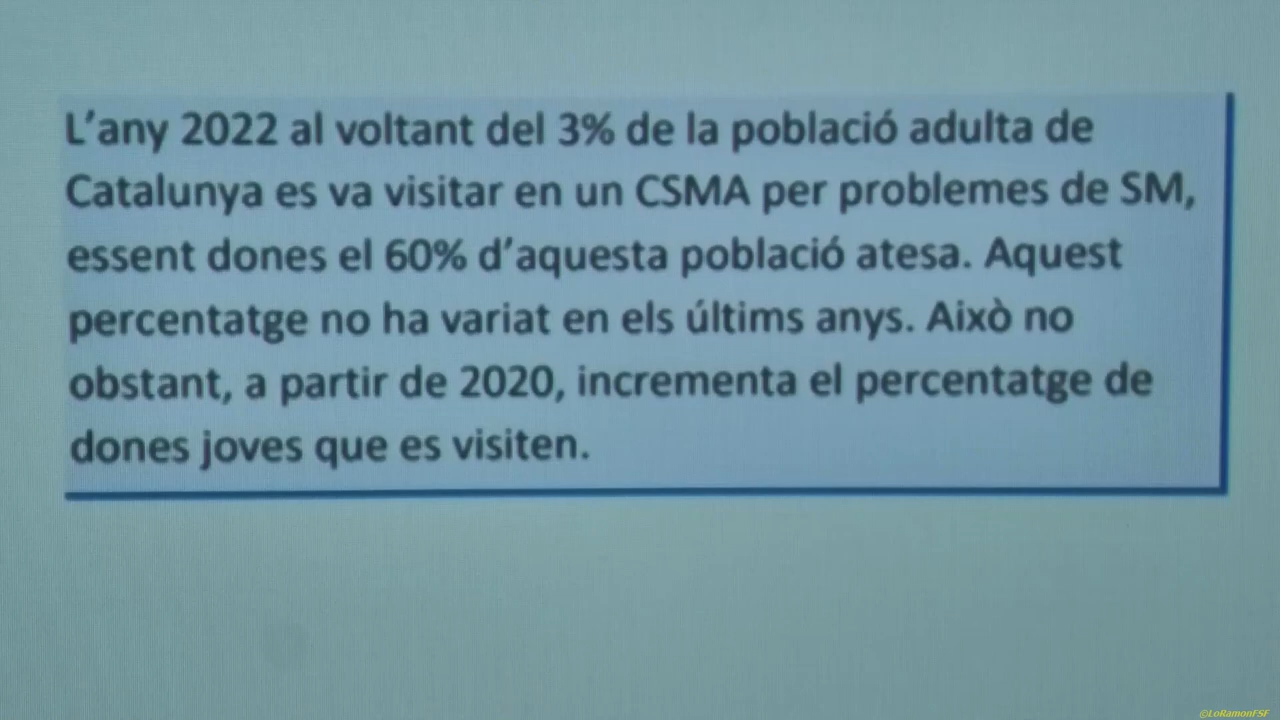 L'any 2022 al voltant del 3% de la població adulta de
Catalunya es va visitar en un CSMA per problemes de SM,
essent dones el 60% d'aquesta població atesa. Aquest
percentatge no ha variat en els últims anys. Això no
obstant, a partir de 2020, incrementa el percentatge de
dones joves que es visiten.
©LoRamonFSF